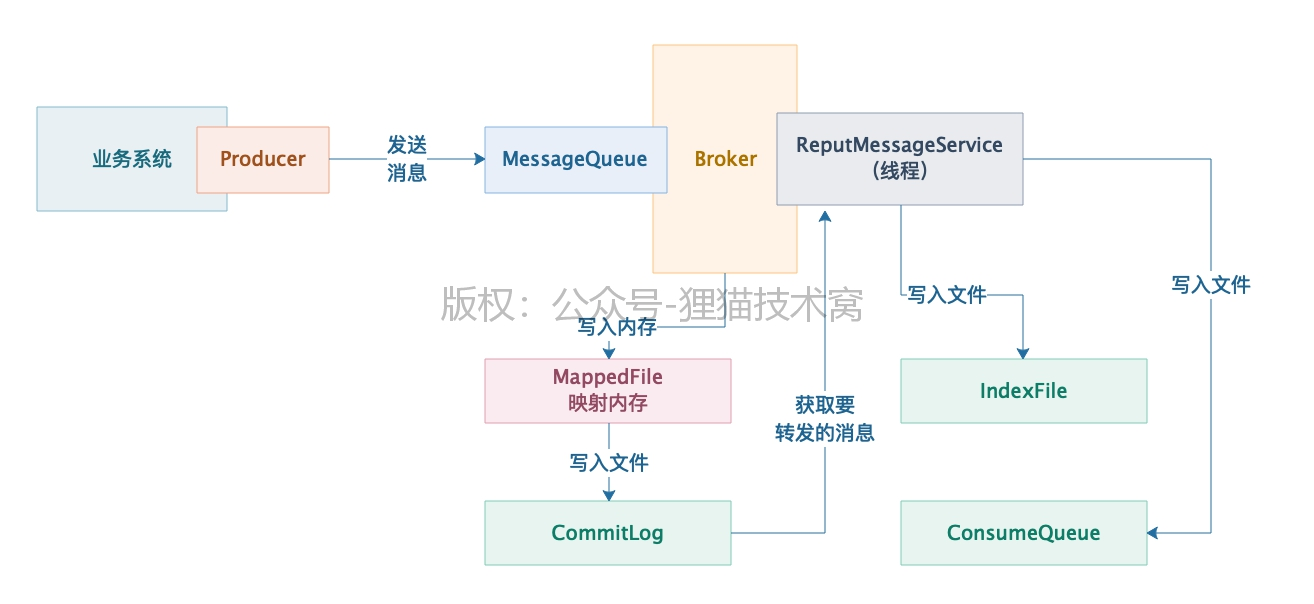 业务系统
Producer
发送
消息
MessageQueue
Broker
ReputMessageService
（线程）
写入文件
写入文件
版权：公众号-狸猫技术窝
写入内存
MappedFile
映射内存
获取要
转发的消息
IndexFile
写入文件
CommitLog
ConsumeQueue